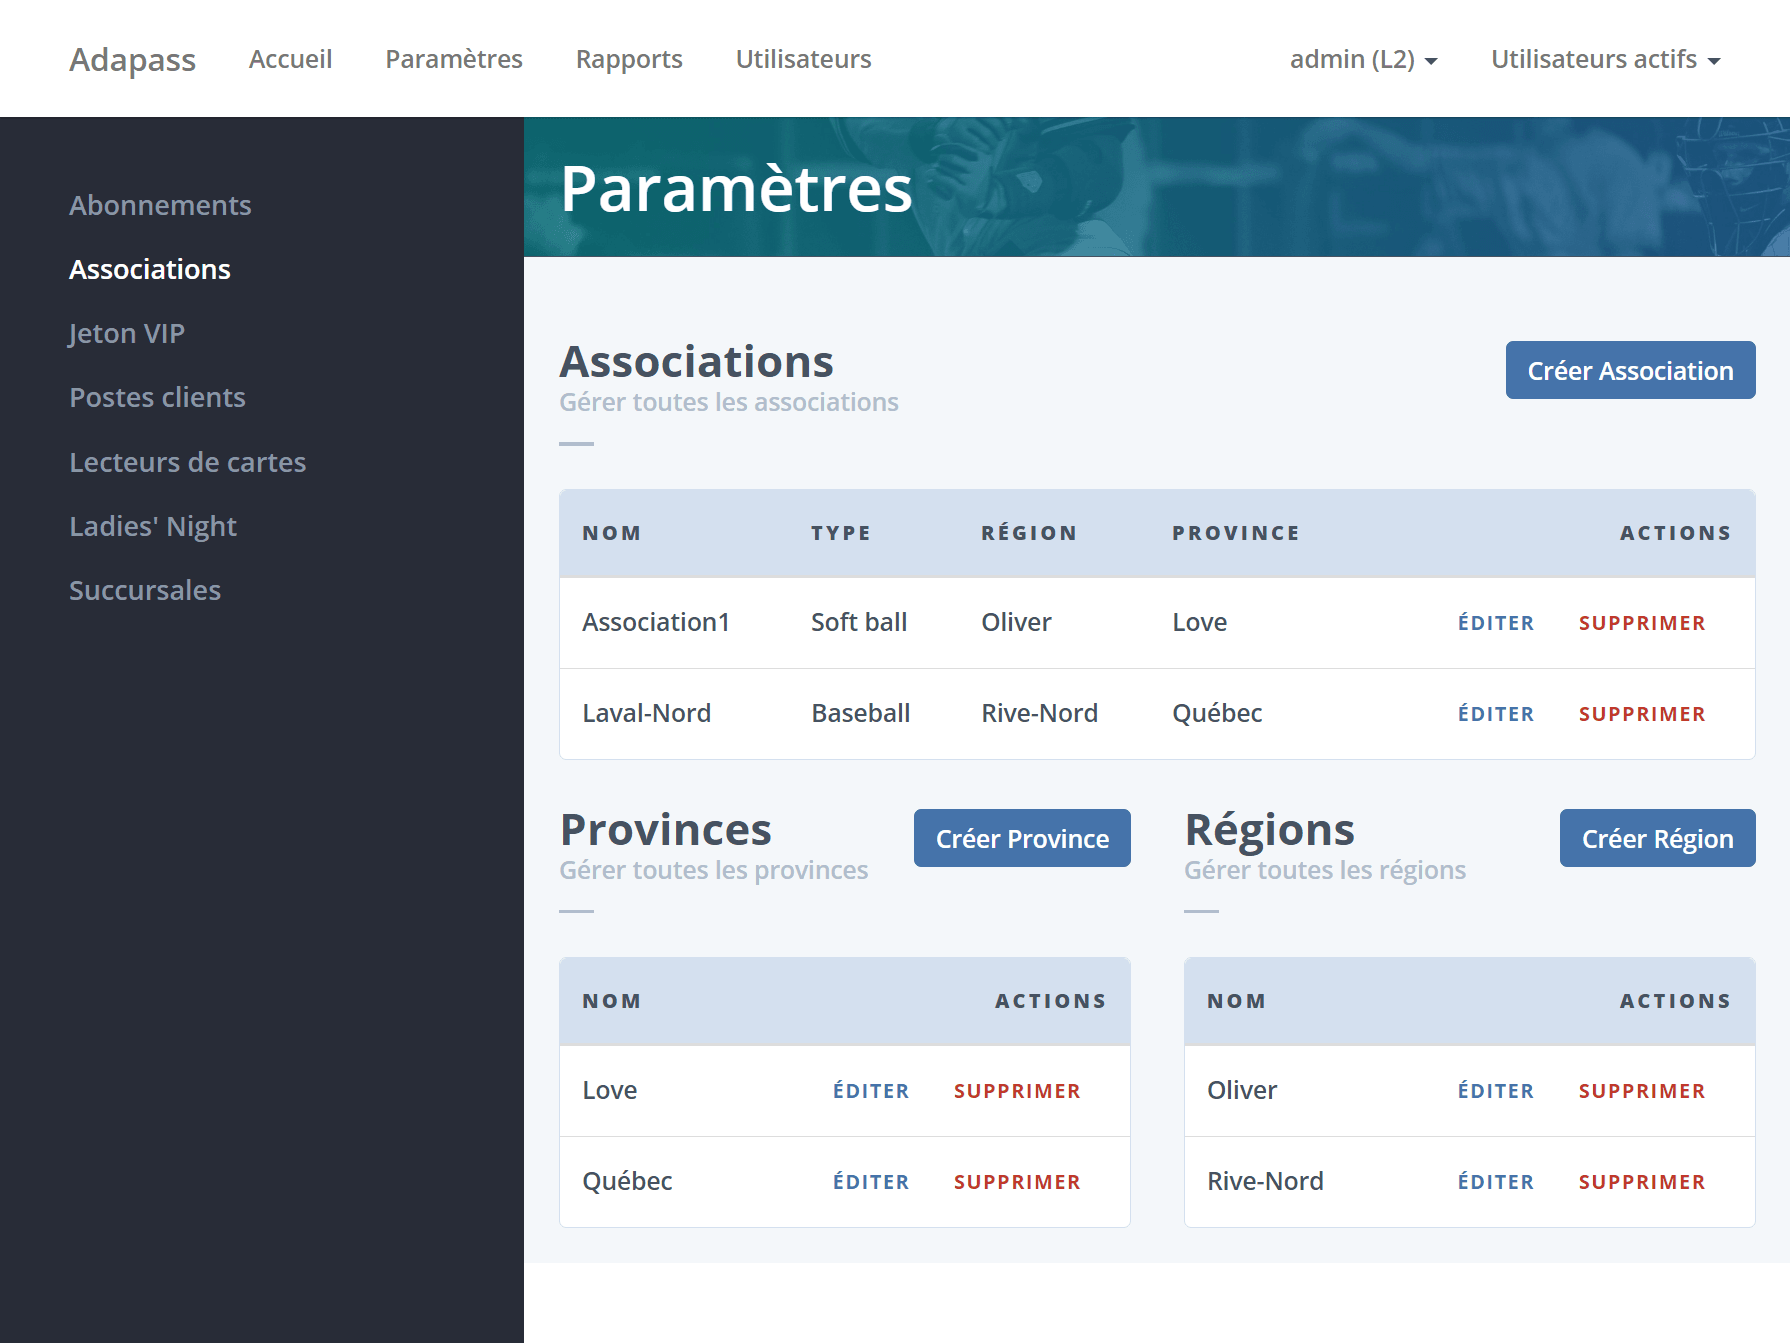 Adapass Accueil Paramètres Rapports Utilisateurs admin (L2) Utilisateurs actifs
Abonnements
Associations
Jeton VIP
Postes clients
Lecteurs de cartes
Ladies' Night
Succursales
Paramètres
Associations
Gérer toutes les associations
Créer Association
NOM TYPE RÉGION PROVINCE ACTIONS
Association1 Soft ball Oliver Love ÉDITER SUPPRIMER
Laval-Nord Baseball Rive-Nord Québec ÉDITER SUPPRIMER
Provinces
Gérer toutes les provinces
Créer Province
NOM ACTIONS
Love ÉDITER SUPPRIMER
Québec ÉDITER SUPPRIMER
Régions
Gérer toutes les régions
Créer Région
NOM ACTIONS
Oliver ÉDITER SUPPRIMER
Rive-Nord ÉDITER SUPPRIMER